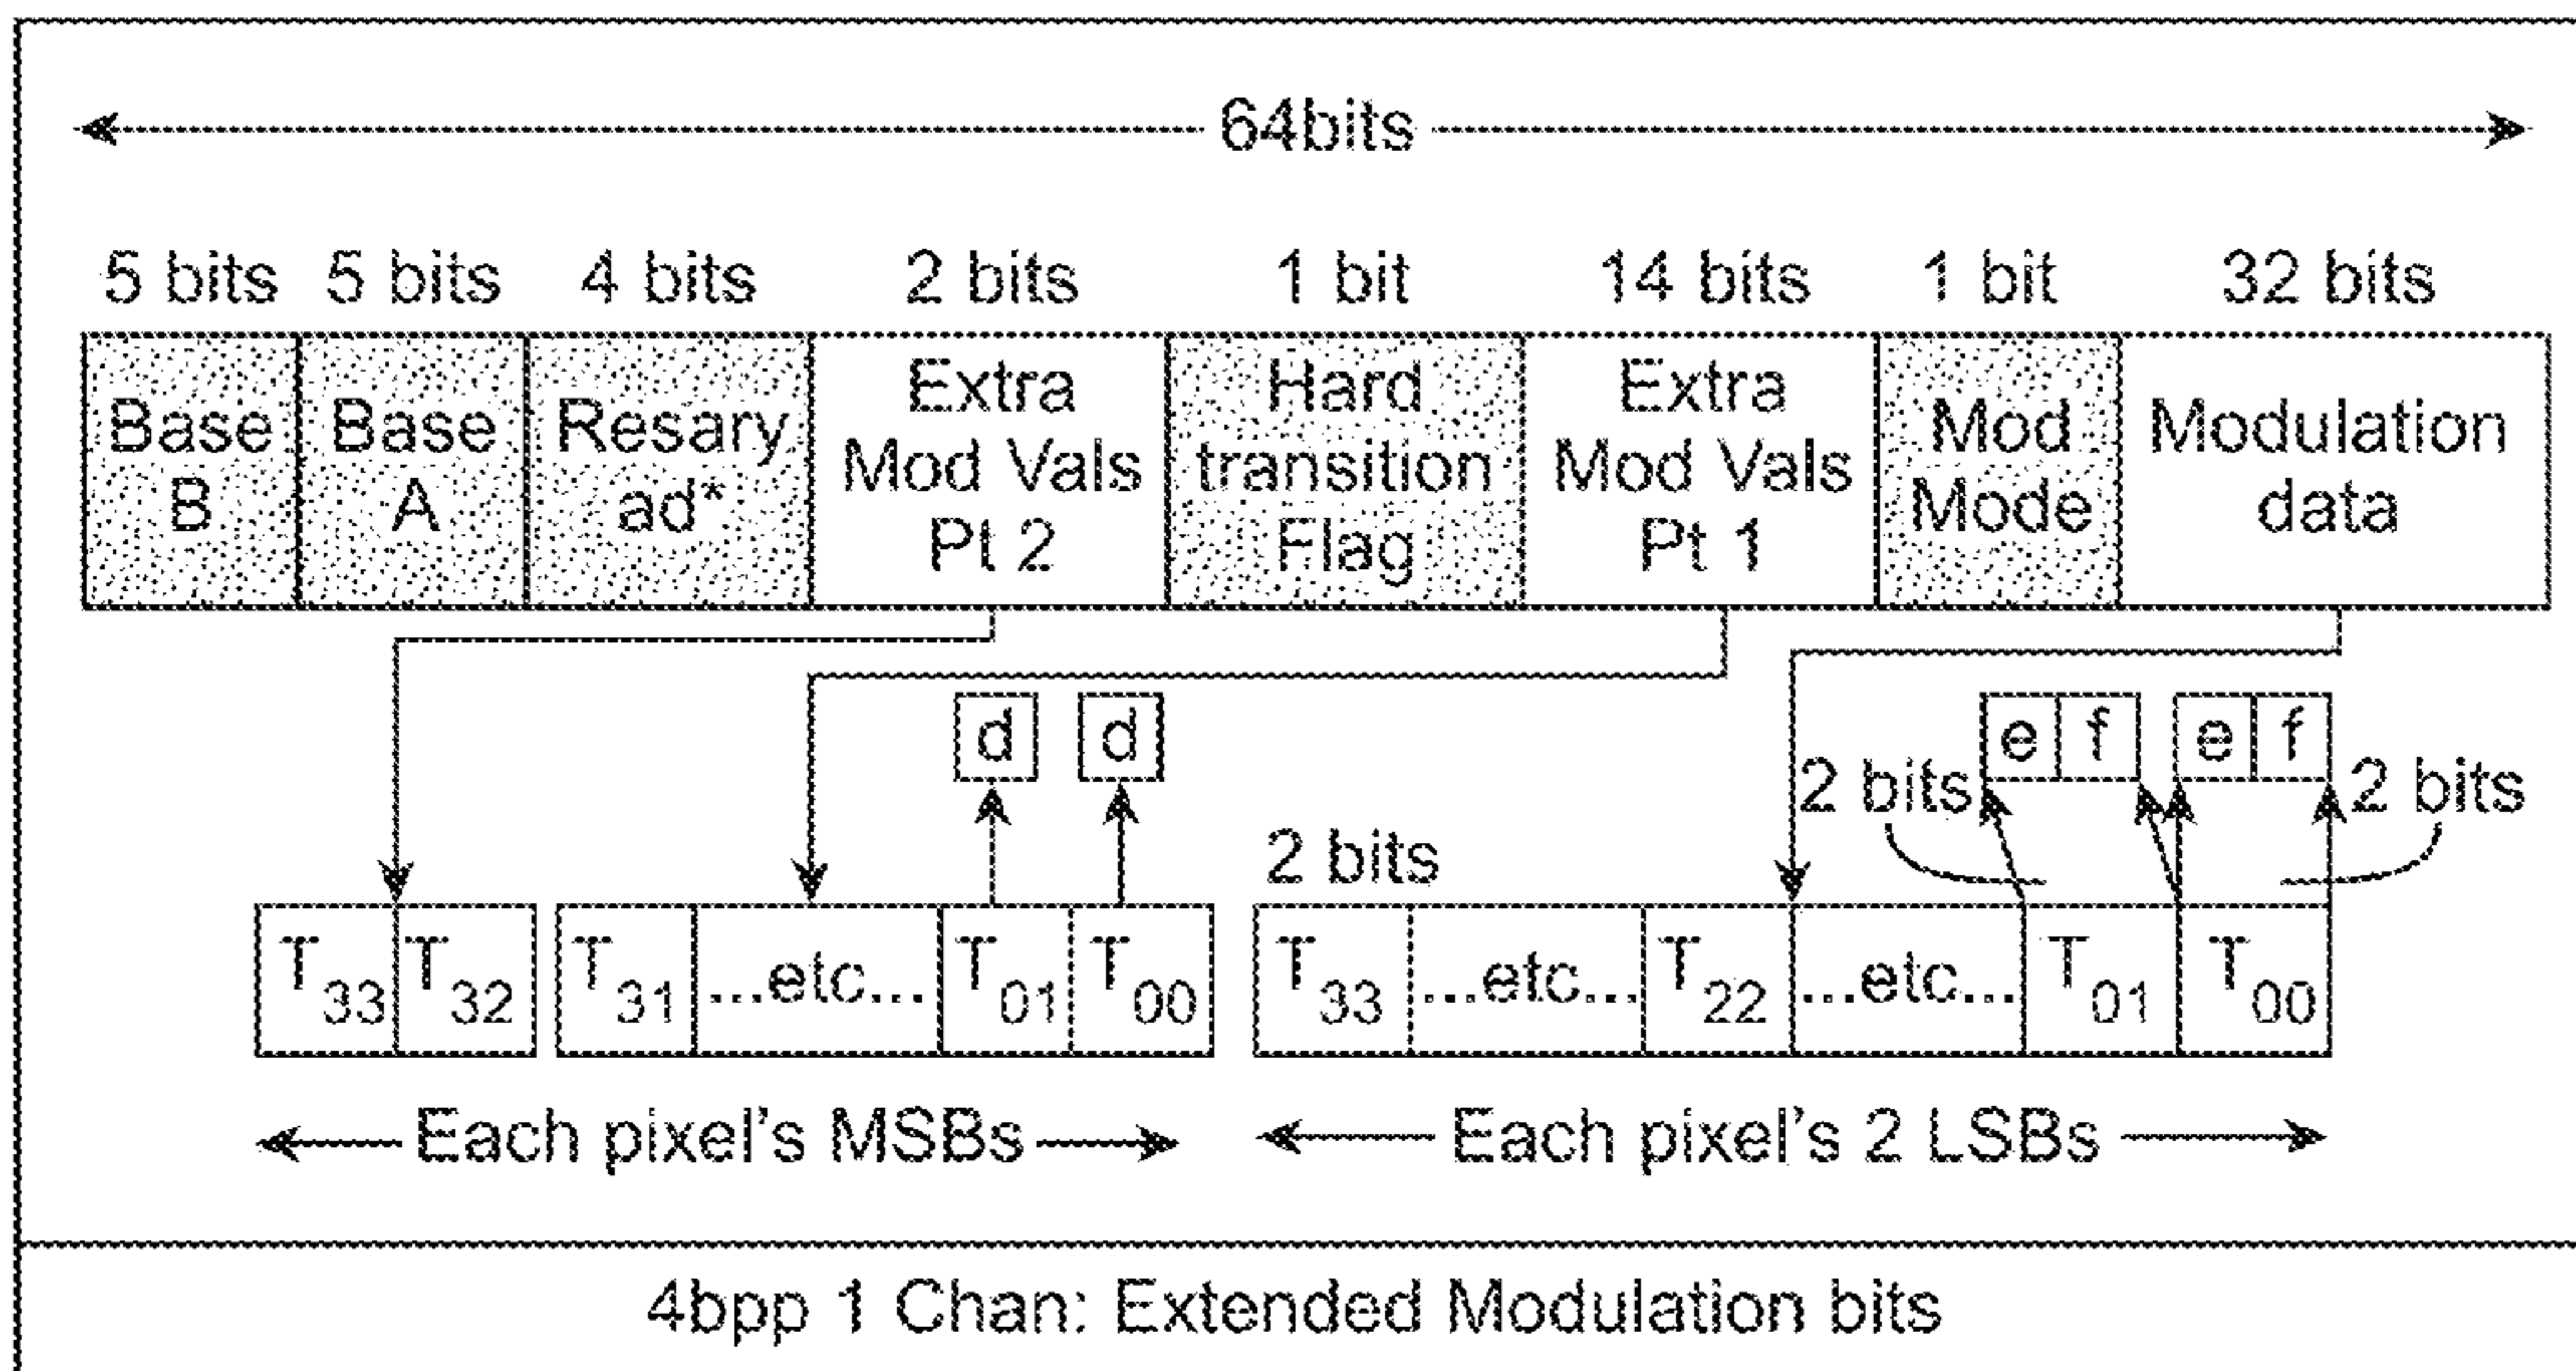 64bits
5 bits 5 bits 4 bits 2 bits 1 bit 14 bits 1 bit 32 bits
Base B
Base A
Resary ad*
Extra Mod Vals Pt 2
Hard transition Flag
Extra Mod Vals Pt 1
Mod Mode
Modulation data
d d e f e f
2 bits 2 bits 2 bits
T33 T32 T31 ...etc... T01 T00 T33 ...etc... T22 ...etc... T01 T00
Each pixel's MSBs Each pixel's 2 LSBs
4bpp 1 Chan: Extended Modulation bits